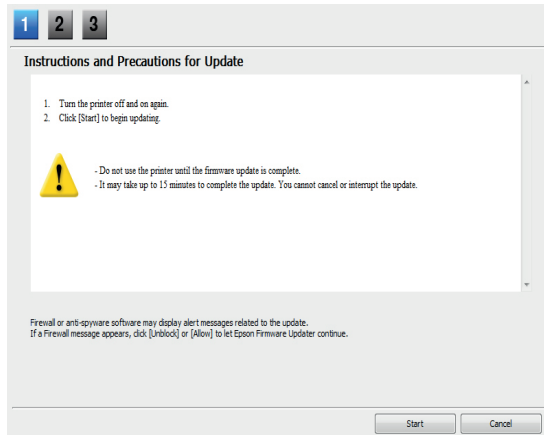 1 2 3
Instructions and Precautions for Update
1. Turn the printer off and on again.
2. Click [Start] to begin updating.
- Do not use the printer until the firmware update is complete.
- It may take up to 15 minutes to complete the update. You cannot cancel or interrupt the update.
Firewall or anti-spyware software may display alert messages related to the update.
If a Firewall message appears, click [Unblock] or [Allow] to let Epson Firmware Updater continue.
Start Cancel